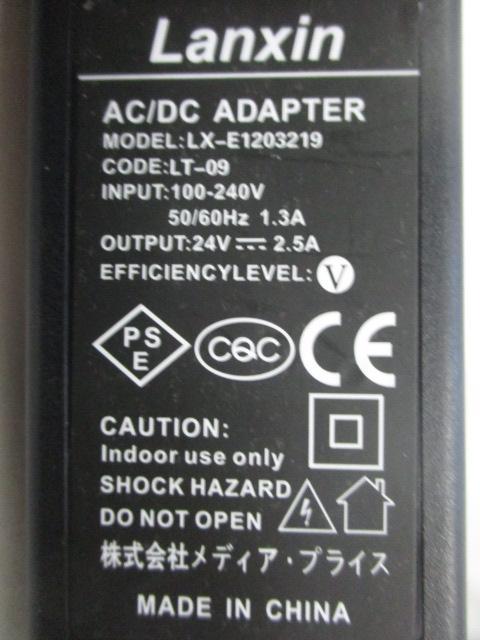 Lanxin
AC/DC ADAPTER
MODEL:LX-E1203219
CODE:LT-09
INPUT:100-240V
50/60Hz 1.3A
OUTPUT:24V⎓2.5A
EFFICIENCYLEVEL:V
PS
E
CQC
CE
CAUTION:
Indoor use only
SHOCK HAZARD
DO NOT OPEN
株式会社メディア・プライス
MADE IN CHINA